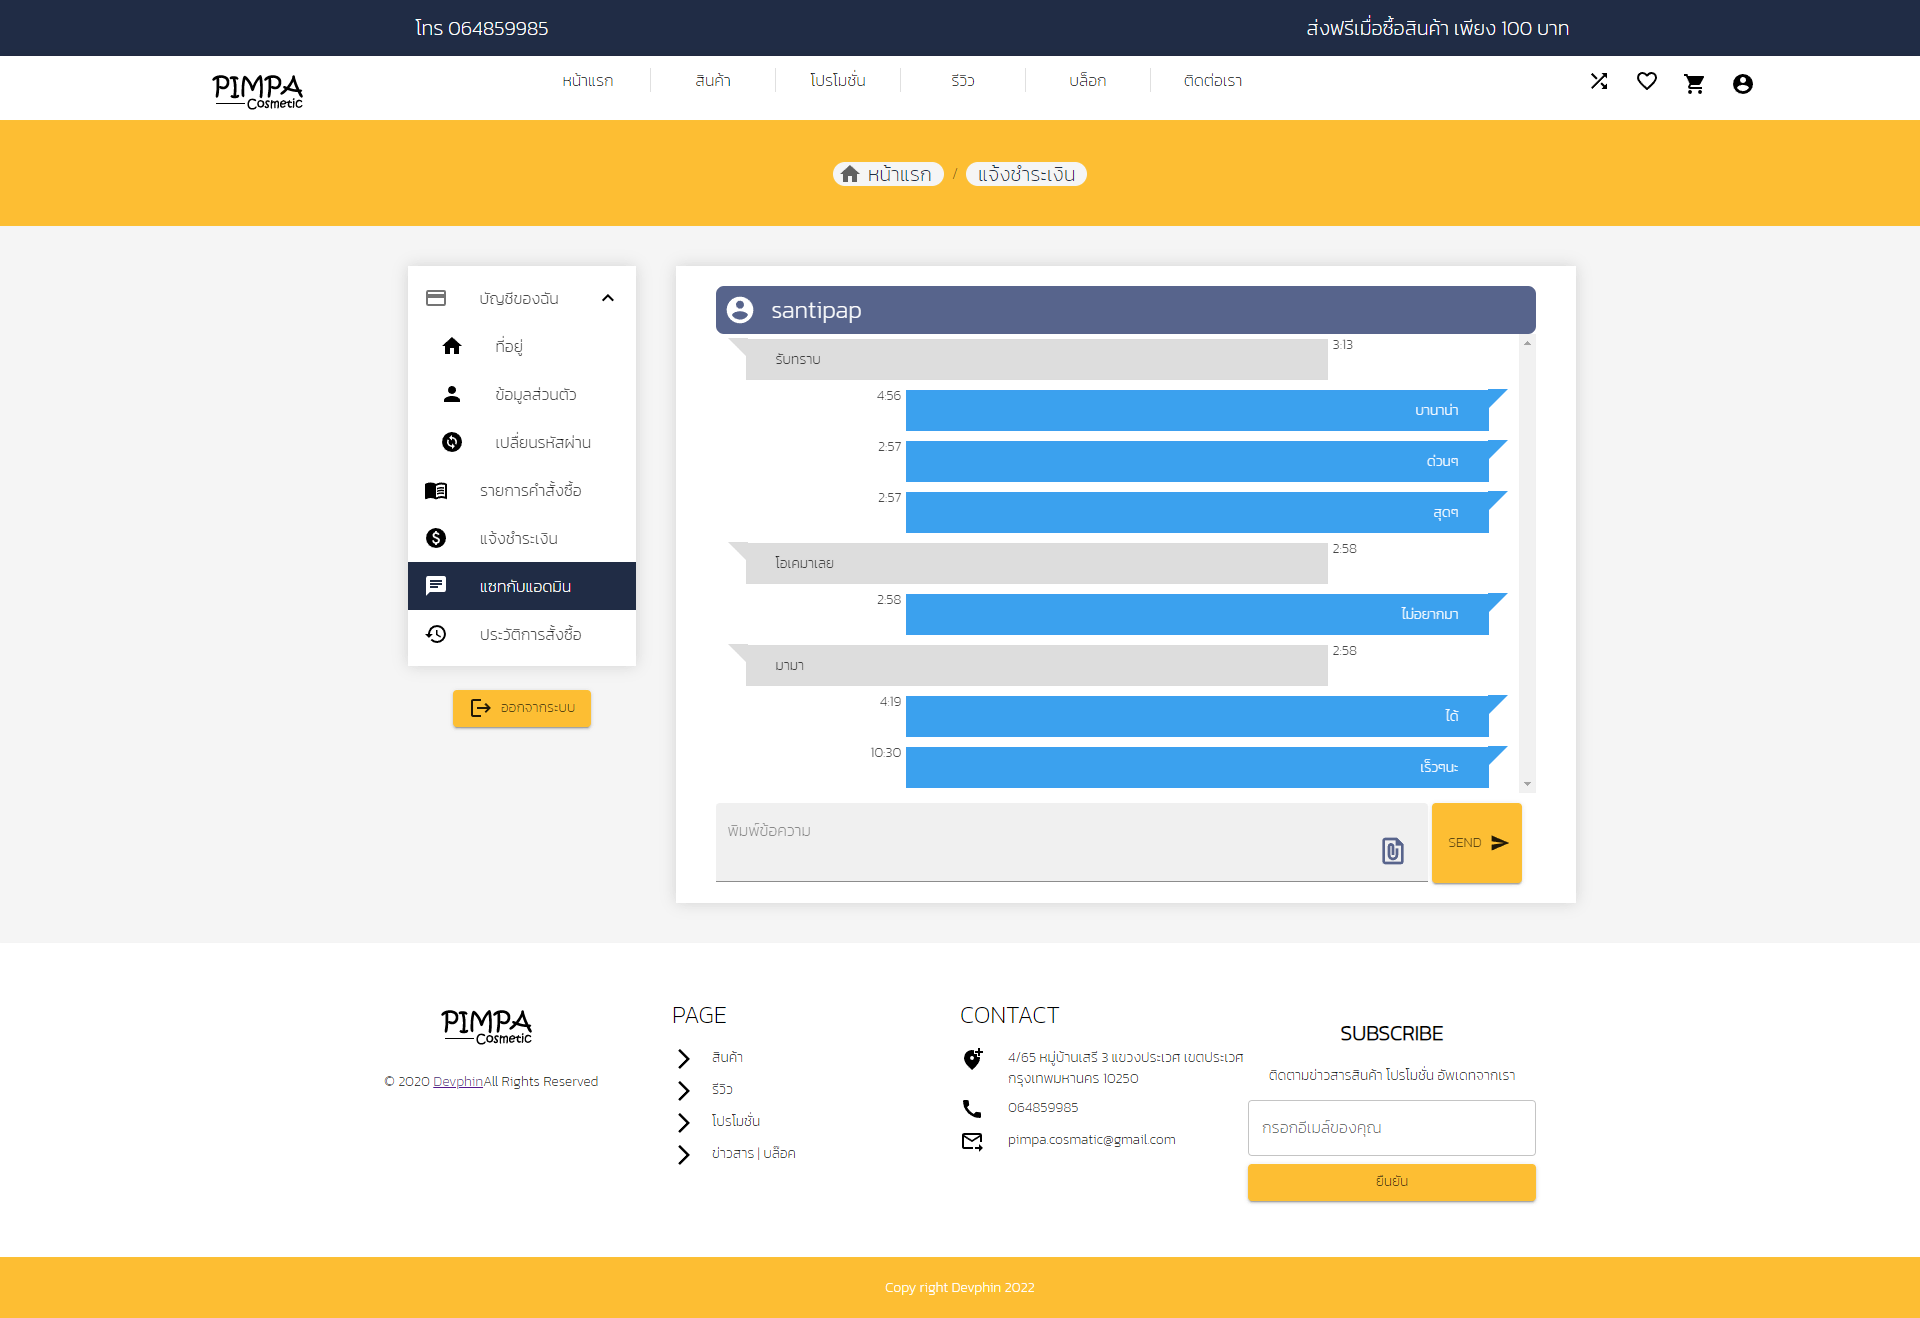 โทร 064859985
ส่งฟรีเมื่อซื้อสินค้า เพียง 100 บาท
PIMPA
Cosmetic
หน้าแรก
สินค้า
โปรโมชั่น
รีวิว
บล็อก
ติดต่อเรา
หน้าแรก / แจ้งชำระเงิน
บัญชีของฉัน
ที่อยู่
ข้อมูลส่วนตัว
เปลี่ยนรหัสผ่าน
รายการคำสั่งซื้อ
แจ้งชำระเงิน
แชทกับแอดมิน
ประวัติการสั่งซื้อ
ออกจากระบบ
santipap
รับทราบ 3:13
4:56 บานาน่า
2:57 ด่วนๆ
2:57 สุดๆ
โอเคมาเลย 2:58
2:58 ไม่อยากมา
มามา 2:58
4:19 ได้
10:30 เร็วๆนะ
พิมพ์ข้อความ
SEND
PIMPA
Cosmetic
© 2020 DevphinAll Rights Reserved
PAGE
สินค้า
รีวิว
โปรโมชั่น
ข่าวสาร | บล็อค
CONTACT
4/65 หมู่บ้านเสรี 3 แขวงประเวศ เขตประเวศ
กรุงเทพมหานคร 10250
064859985
pimpa.cosmatic@gmail.com
SUBSCRIBE
ติดตามข่าวสารสินค้า โปรโมชั่น อัพเดทจากเรา
กรอกอีเมล์ของคุณ
ยืนยัน
Copy right Devphin 2022